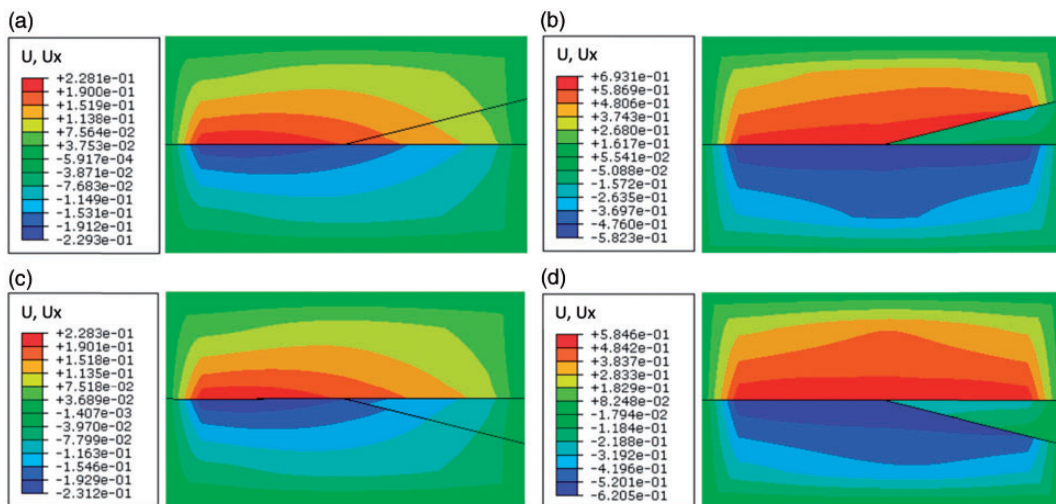 (a)
U, Ux
+2.281e-01
+1.900e-01
+1.519e-01
+1.138e-01
+7.564e-02
+3.753e-02
-5.917e-04
-3.871e-02
-7.683e-02
-1.149e-01
-1.531e-01
-1.912e-01
-2.293e-01
(b)
U, Ux
+6.931e-01
+5.869e-01
+4.806e-01
+3.743e-01
+2.680e-01
+1.617e-01
+5.541e-02
-5.088e-02
-1.572e-01
-2.635e-01
-3.697e-01
-4.760e-01
-5.823e-01
(c)
U, Ux
+2.283e-01
+1.901e-01
+1.518e-01
+1.135e-01
+7.518e-02
+3.689e-02
-1.407e-03
-3.970e-02
-7.799e-02
-1.163e-01
-1.546e-01
-1.929e-01
-2.312e-01
(d)
U, Ux
+5.846e-01
+4.842e-01
+3.837e-01
+2.833e-01
+1.829e-01
+8.248e-02
-1.794e-02
-1.184e-01
-2.188e-01
-3.192e-01
-4.196e-01
-5.201e-01
-6.205e-01